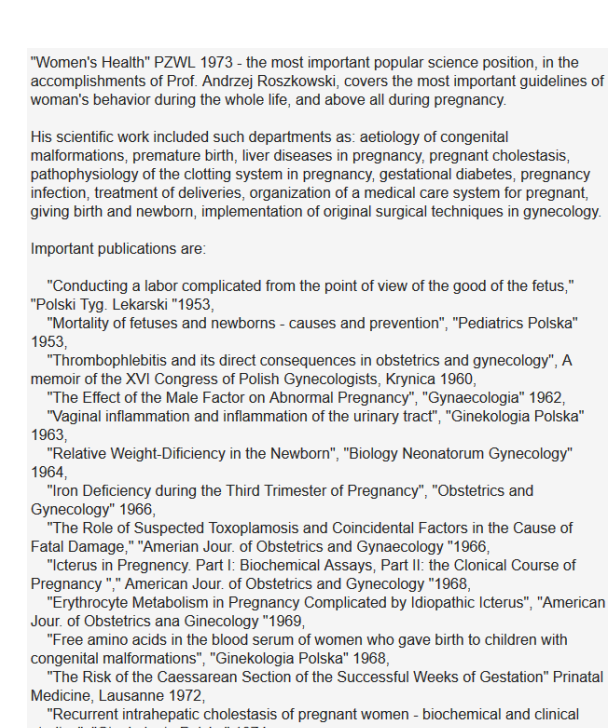 "Women's Health" PZWL 1973 - the most important popular science position, in the
accomplishments of Prof. Andrzej Roszkowski, covers the most important guidelines of
woman's behavior during the whole life, and above all during pregnancy.
His scientific work included such departments as: aetiology of congenital
malformations, premature birth, liver diseases in pregnancy, pregnant cholestasis,
pathophysiology of the clotting system in pregnancy, gestational diabetes, pregnancy
infection, treatment of deliveries, organization of a medical care system for pregnant,
giving birth and newborn, implementation of original surgical techniques in gynecology.
Important publications are:
"Conducting a labor complicated from the point of view of the good of the fetus,"
"Polski Tyg. Lekarski "1953,
"Mortality of fetuses and newborns - causes and prevention", "Pediatrics Polska"
1953,
"Thrombophlebitis and its direct consequences in obstetrics and gynecology", A
memoir of the XVI Congress of Polish Gynecologists, Krynica 1960,
"The Effect of the Male Factor on Abnormal Pregnancy", "Gynaecologia" 1962,
"Vaginal inflammation and inflammation of the urinary tract", "Ginekologia Polska"
1963,
"Relative Weight-Dificiency in the Newborn", "Biology Neonatorum Gynecology"
1964,
"Iron Deficiency during the Third Trimester of Pregnancy", "Obstetrics and
Gynecology" 1966,
"The Role of Suspected Toxoplamosis and Coincidental Factors in the Cause of
Fatal Damage," "Amerian Jour. of Obstetrics and Gynaecology "1966,
"Icterus in Pregnency. Part I: Biochemical Assays, Part II: the Clonical Course of
Pregnancy "," American Jour. of Obstetrics and Gynecology "1968,
"Erythrocyte Metabolism in Pregnancy Complicated by Idiopathic Icterus", "American
Jour. of Obstetrics ana Ginecology "1969,
"Free amino acids in the blood serum of women who gave birth to children with
congenital malformations", "Ginekologia Polska" 1968,
"The Risk of the Caessarean Section of the Successful Weeks of Gestation" Prinatal
Medicine, Lausanne 1972,
"Recurrent intrahepatic cholestasis of pregnant women - biochemical and clinical